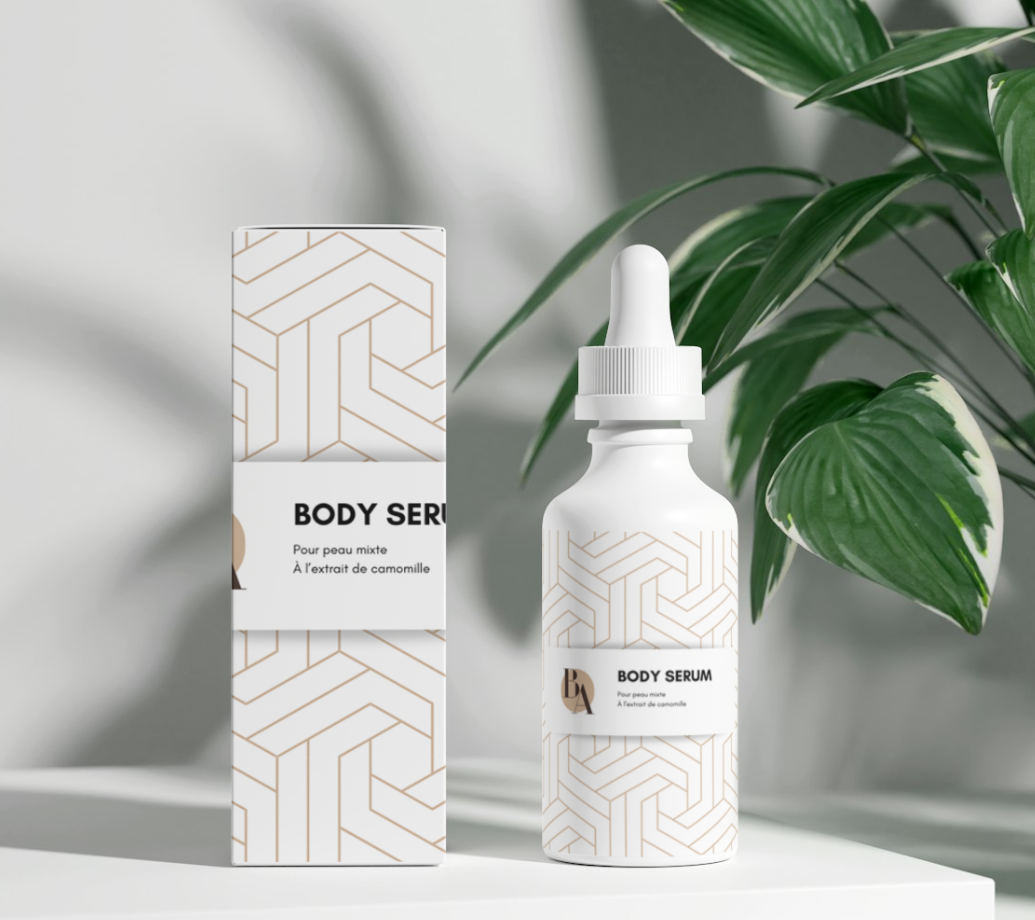 BODY SERU
Pour peau mixte
À l'extrait de camomille
BA
BODY SERUM
Pour peau mixte
À l'extrait de camomille